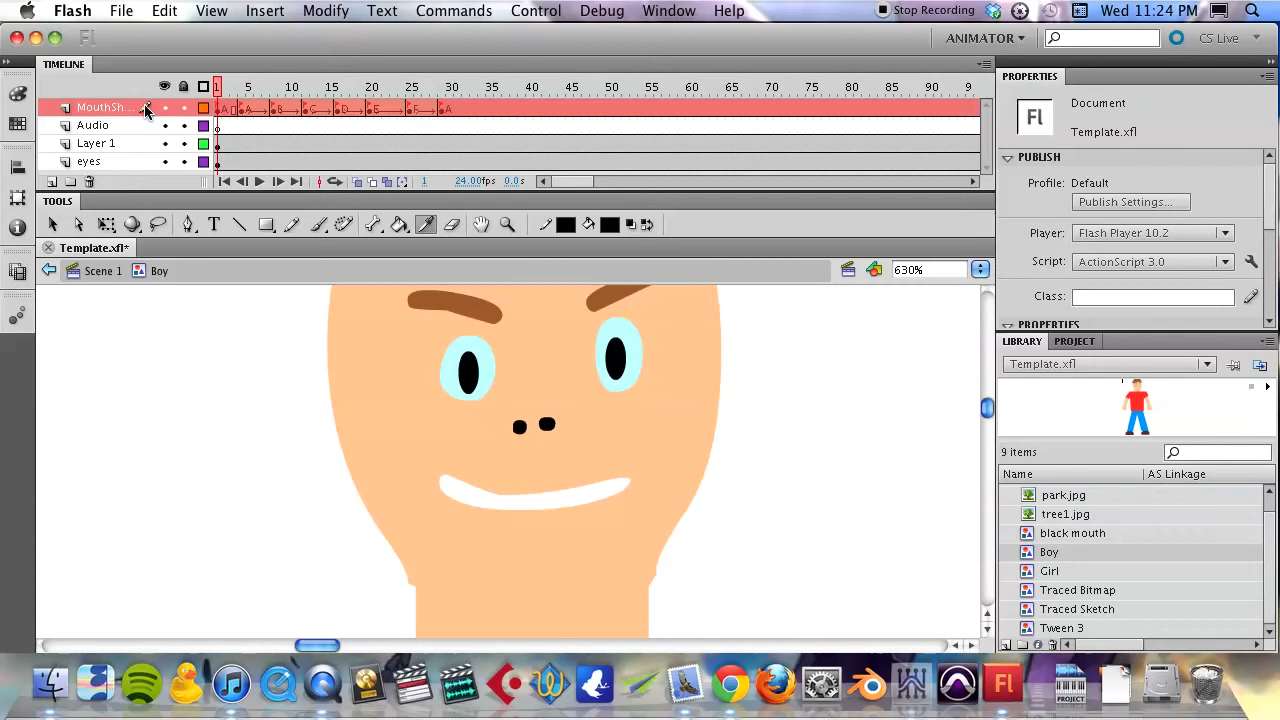 Flash File Edit View Insert Modify Text Commands Control Debug Window Help Stop Recording Wed 11:24 PM
Fl ANIMATOR CS Live
TIMELINE
1 5 10 15 20 25 30 35 40 45 50 55 60 65 70 75 80 85 90 9
MouthSh... A A B C D E F A
Audio
Layer 1
eyes
1 24.00fps 0.0s
TOOLS
T
Template.xfl*
Scene 1 Boy 630%
PROPERTIES
Fl Document
Template.xfl
PUBLISH
Profile: Default
Publish Settings...
Player: Flash Player 10.2
Script: ActionScript 3.0
Class:
PROPERTIES
LIBRARY PROJECT
Template.xfl
9 items
Name AS Linkage
park.jpg
tree1.jpg
black mouth
Boy
Girl
Traced Bitmap
Traced Sketch
Tween 3
Fl PROJECT